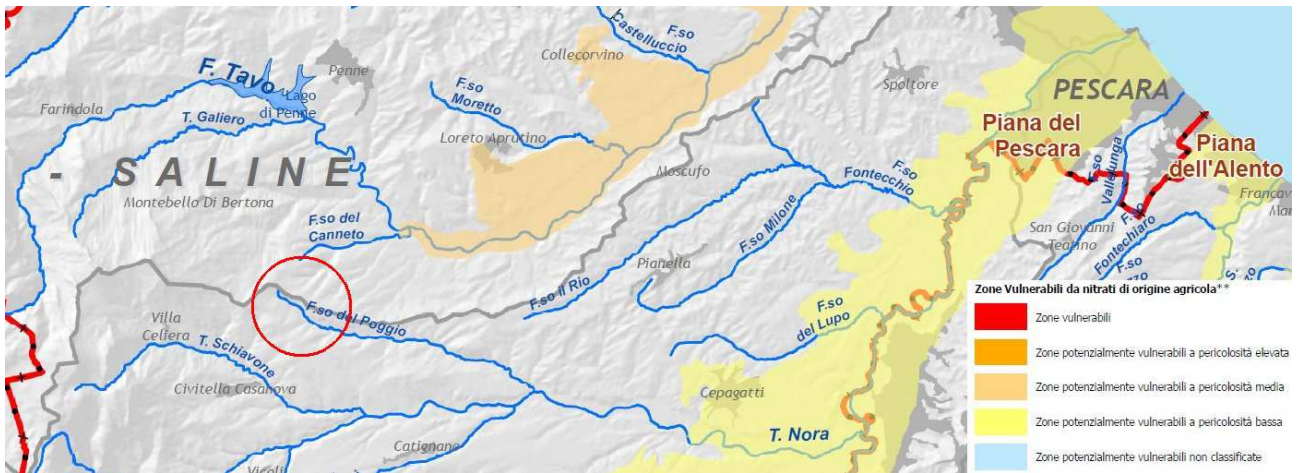 F.so
Castelluccio
Collecorvino
Penne
F. Tavo
Lago
di Penne
Farindola
T. Galiero
F.so
Moretto
Loreto Aprutino
Spoltore
PESCARA
Piana del
Pescara
Piana
dell'Alento
F.so
Vallelunga
- SALINE
Montebello Di Bertona
Moscufo
F.so
Fontecchio
F.so del
Canneto
F.so Milone
Pianella
San Giovanni
Teatino
F.so
Fontechiaro
Francav
Mar
F.so Il Rio
F.so del Poggio
F.so
del Lupo
Villa
Celiera
T. Schiavone
Civitella Casanova
Cepagatti
T. Nora
Catignano
Vicoli
Zone Vulnerabili da nitrati di origine agricola**
Zone vulnerabili
Zone potenzialmente vulnerabili a pericolosità elevata
Zone potenzialmente vulnerabili a pericolosità media
Zone potenzialmente vulnerabili a pericolosità bassa
Zone potenzialmente vulnerabili non classificate